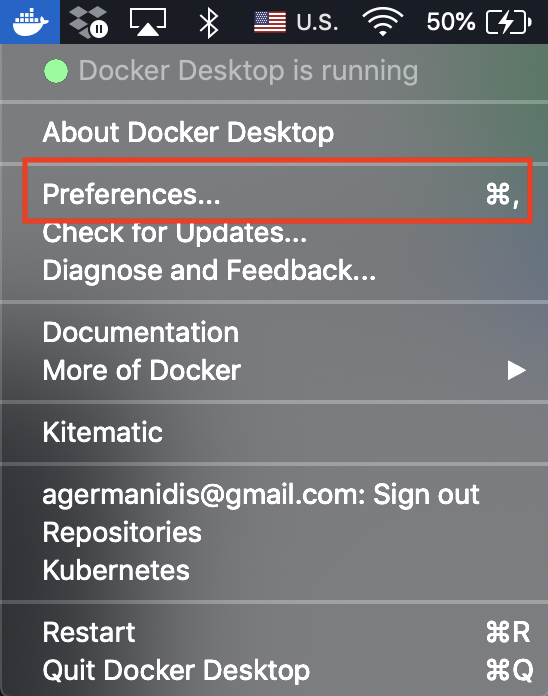 U.S. 50%
Docker Desktop is running
About Docker Desktop
Preferences... ⌘,
Check for Updates...
Diagnose and Feedback...
Documentation
More of Docker
Kitematic
agermanidis@gmail.com: Sign out
Repositories
Kubernetes
Restart ⌘R
Quit Docker Desktop ⌘Q